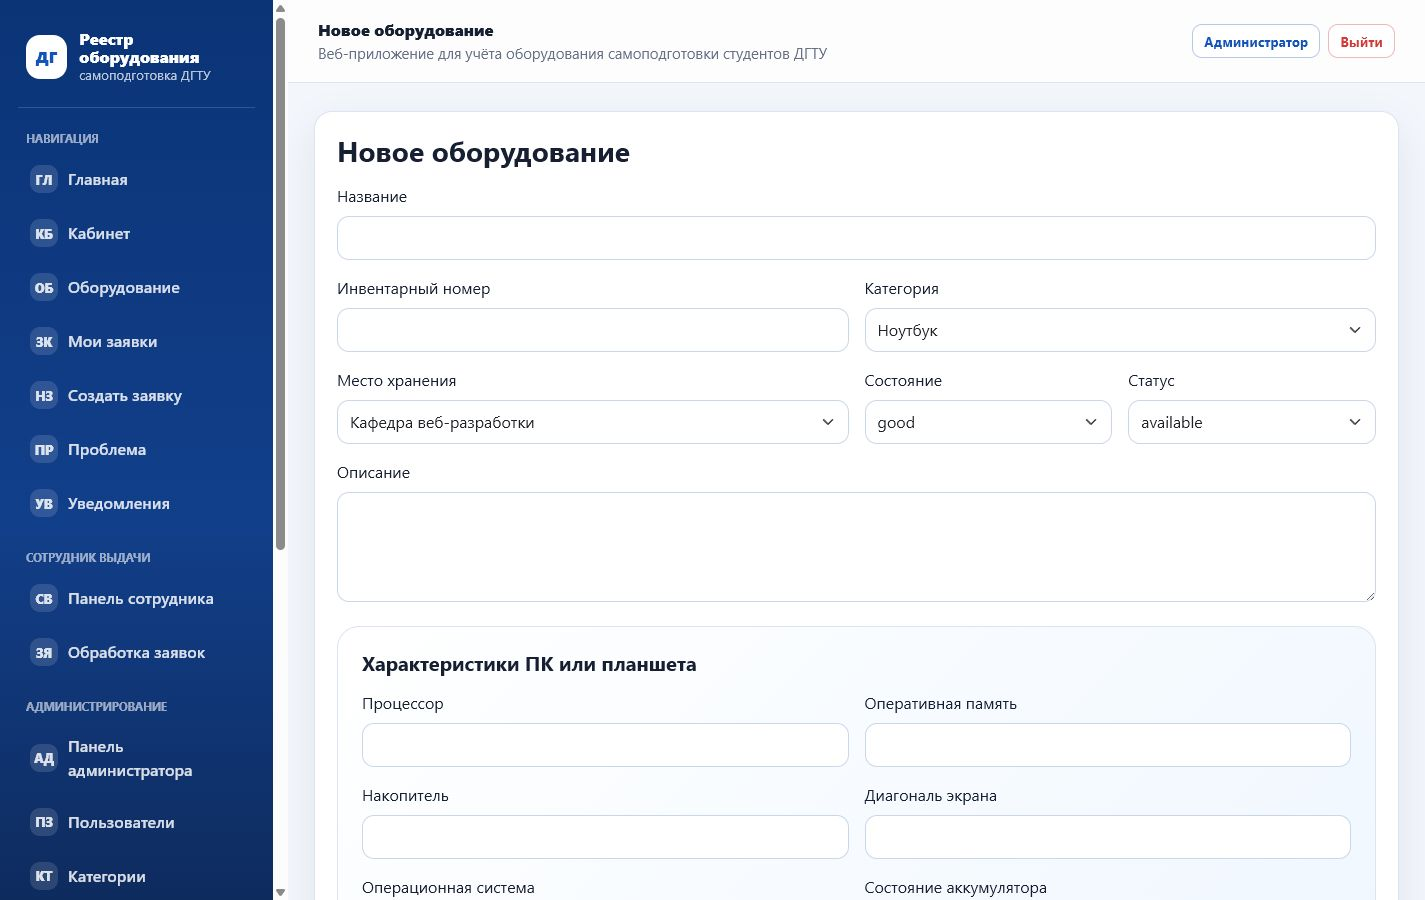 ДГ
Реестр
оборудования
самоподготовка ДГТУ
НАВИГАЦИЯ
ГЛ Главная
КБ Кабинет
ОБ Оборудование
ЗК Мои заявки
НЗ Создать заявку
ПР Проблема
УВ Уведомления
СОТРУДНИК ВЫДАЧИ
СВ Панель сотрудника
ЗЯ Обработка заявок
АДМИНИСТРИРОВАНИЕ
АД Панель
администратора
ПЗ Пользователи
КТ Категории
Новое оборудование
Веб-приложение для учёта оборудования самоподготовки студентов ДГТУ
Администратор
Выйти
Новое оборудование
Название
Инвентарный номер
Категория
Ноутбук
Место хранения
Состояние
Статус
Кафедра веб-разработки
good
available
Описание
Характеристики ПК или планшета
Процессор
Оперативная память
Накопитель
Диагональ экрана
Операционная система
Состояние аккумулятора